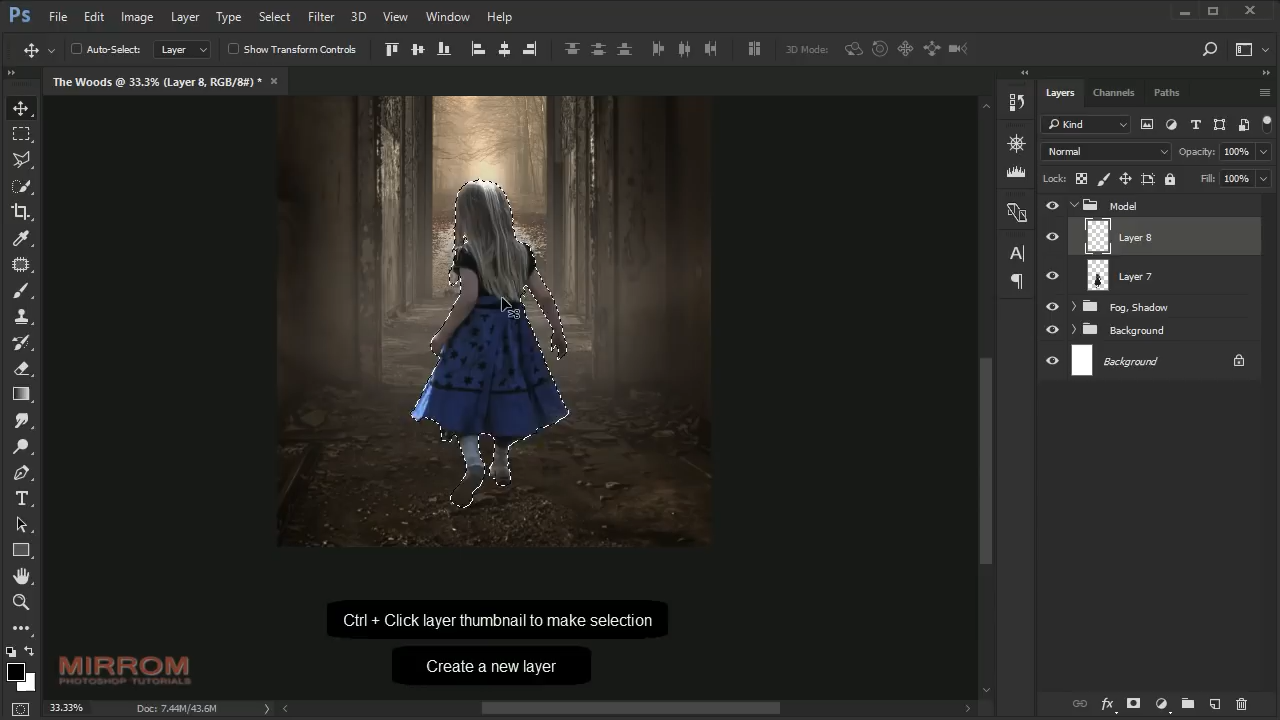 Ps File Edit Image Layer Type Select Filter 3D View Window Help
Auto-Select: Layer Show Transform Controls 3D Mode:
The Woods @ 33.3% (Layer 8, RGB/8#) * ×
Layers Channels Paths
Kind
Normal Opacity: 100%
Lock: Fill: 100%
Model
Layer 8
Layer 7
Fog, Shadow
Background
Background
Ctrl + Click layer thumbnail to make selection
Create a new layer
MIRROM
PHOTOSHOP TUTORIALS
33.33% Doc: 7.44M/43.6M